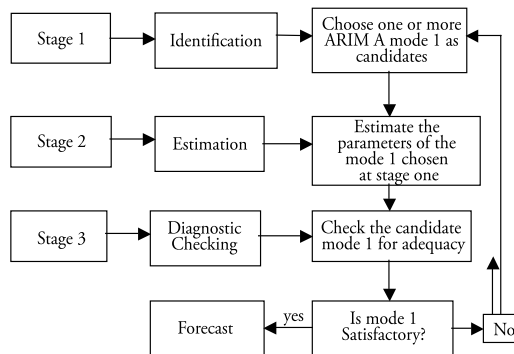 Stage 1
Identification
Choose one or more
ARIM A mode 1 as
candidates
Stage 2
Estimation
Estimate the
parameters of the
mode 1 chosen
at stage one
Stage 3
Diagnostic
Checking
Check the candidate
mode 1 for adequacy
Forecast
yes
Is mode 1
Satisfactory?
No